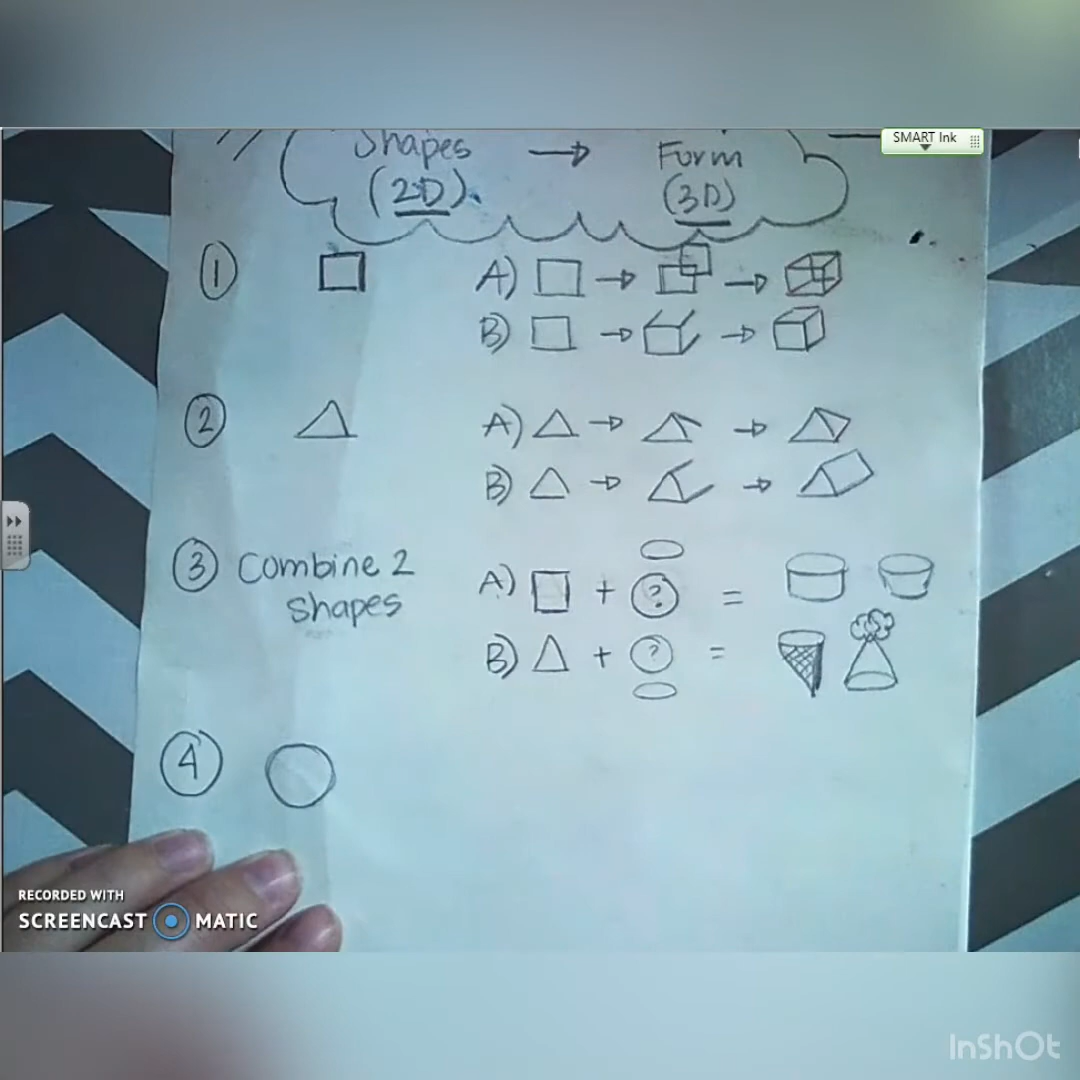 Shapes → Form
(2D). (3D)
SMART Ink
1 A) → →
B) → →
2 A) → →
B) → →
3 Combine 2
shapes
A) + ? =
B) + ? =
4
RECORDED WITH
SCREENCAST MATIC
InShOt